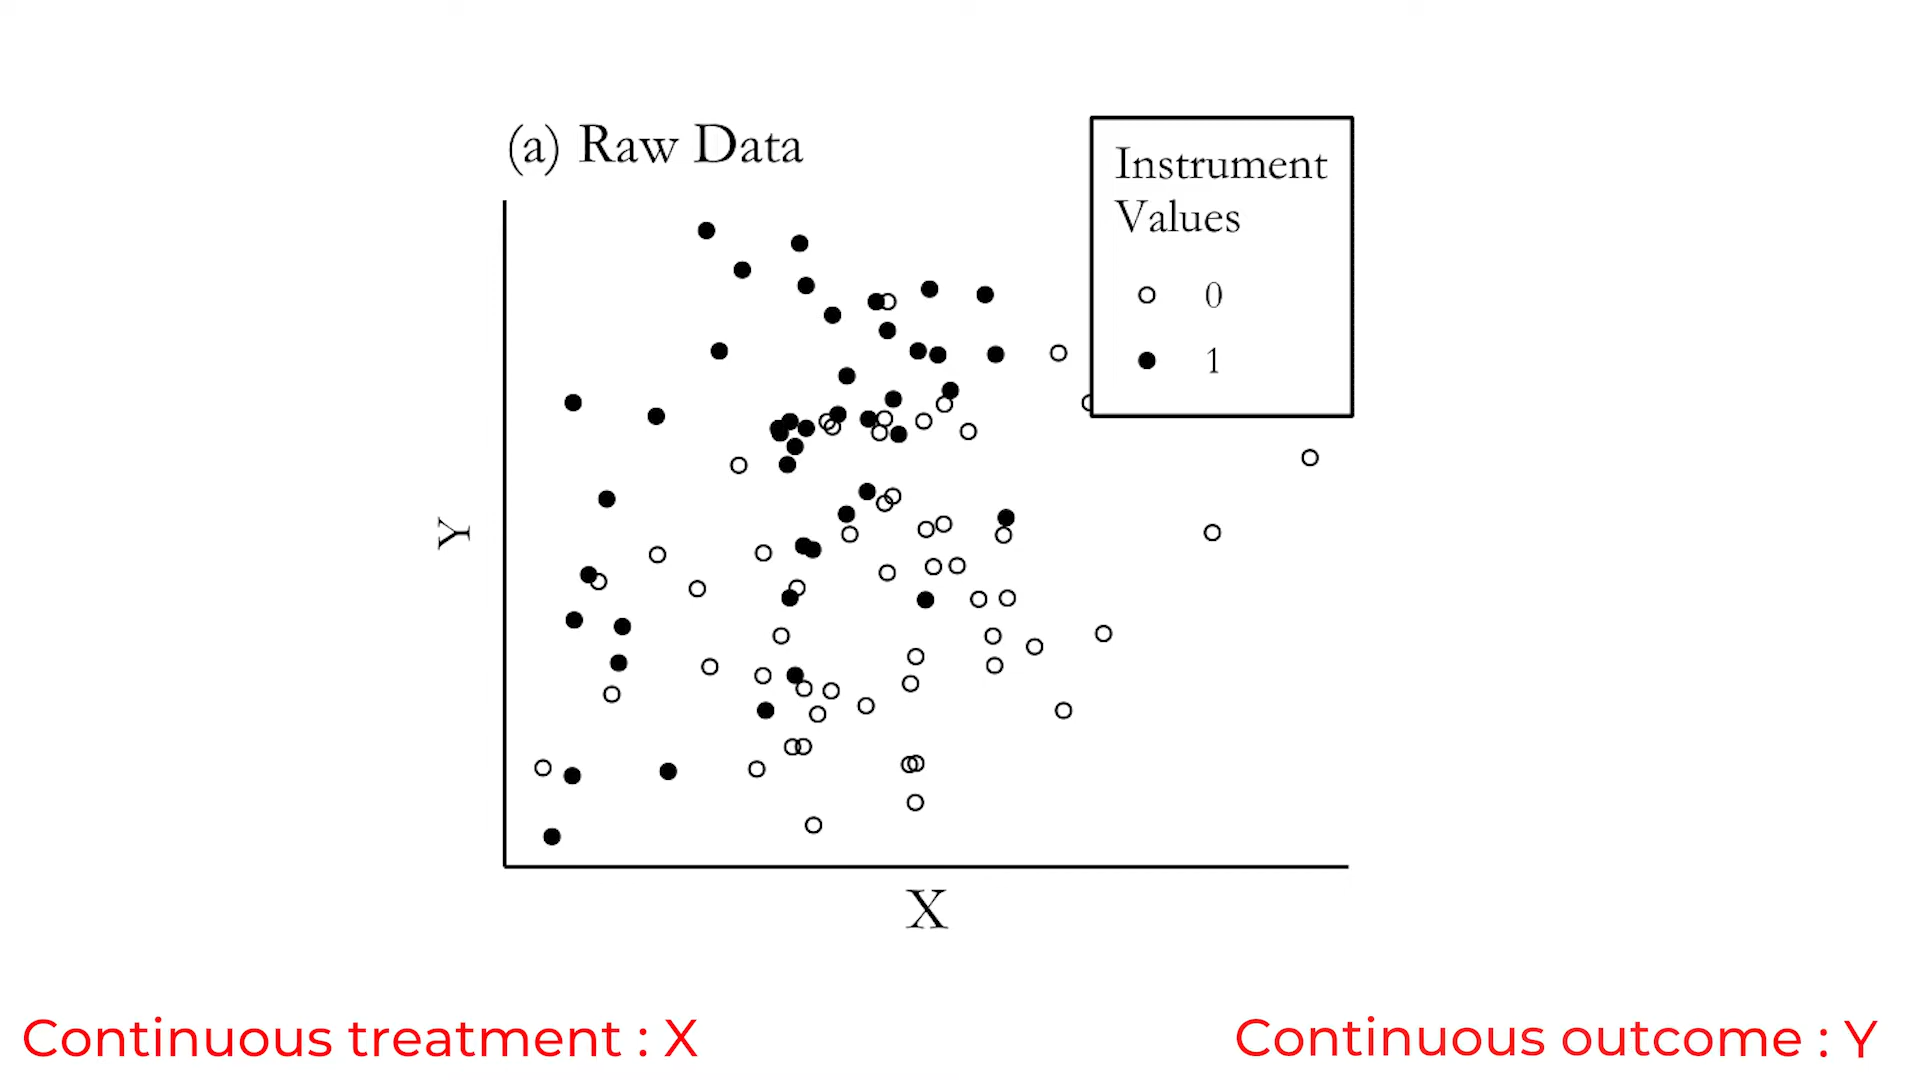 (a) Raw Data
Instrument
Values
0
1
Y
X
Continuous treatment : X
Continuous outcome : Y